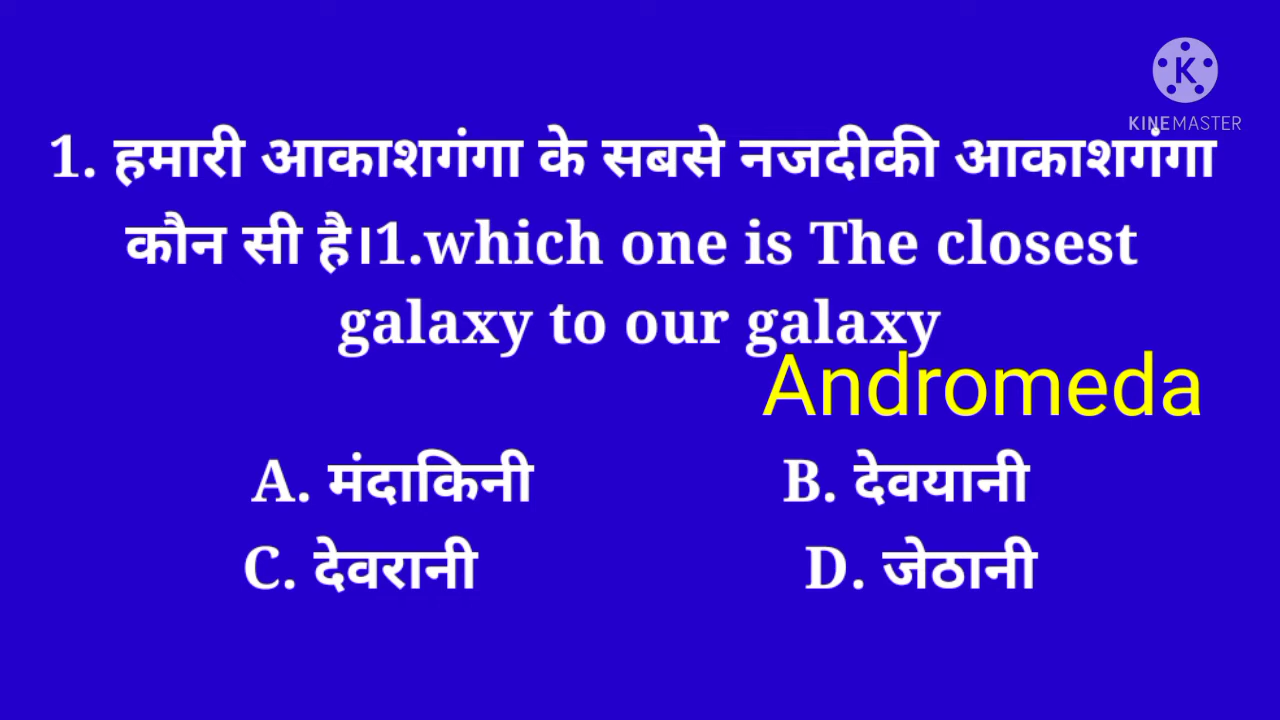 KINEMASTER
1. हमारी आकाशगंगा के सबसे नजदीकी आकाशगंगा
कौन सी है।1.which one is The closest
galaxy to our galaxy
Andromeda
A. मंदाकिनी B. देवयानी
C. देवरानी D. जेठानी